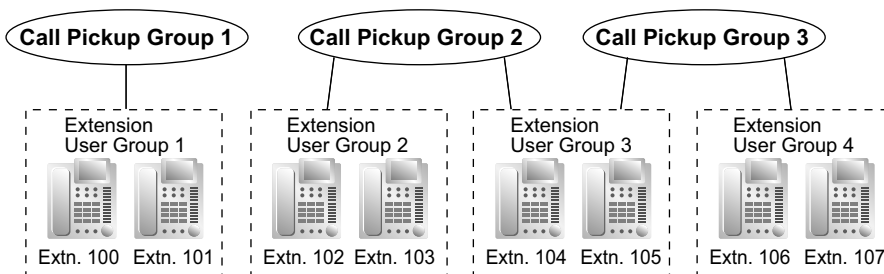 Call Pickup Group 1
Call Pickup Group 2
Call Pickup Group 3
Extension
User Group 1
Extension
User Group 2
Extension
User Group 3
Extension
User Group 4
Extn. 100
Extn. 101
Extn. 102
Extn. 103
Extn. 104
Extn. 105
Extn. 106
Extn. 107